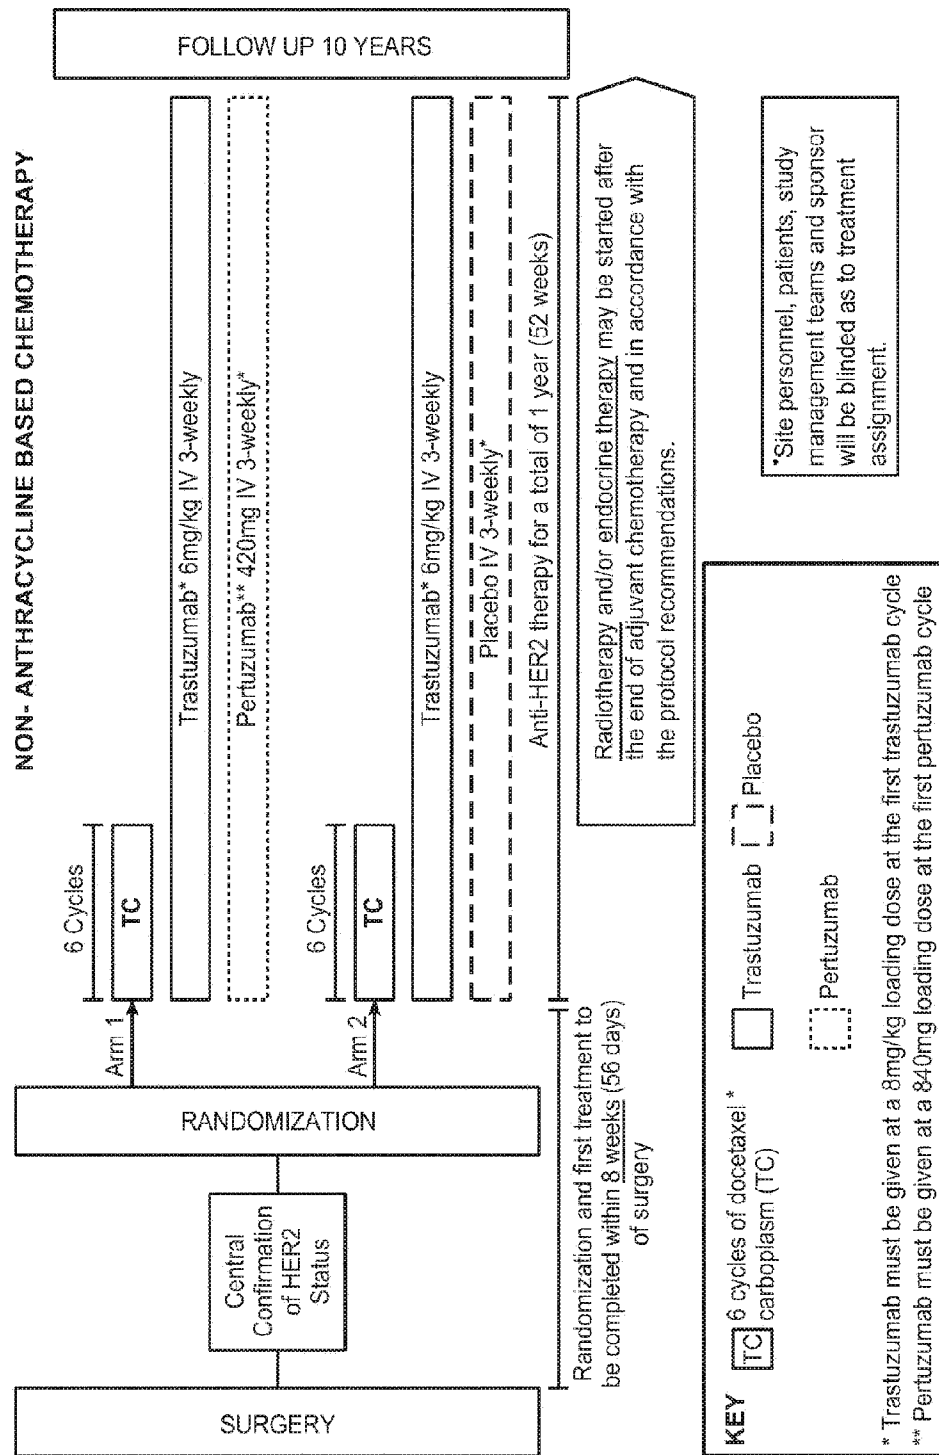 NON- ANTHRACYCLINE BASED CHEMOTHERAPY
SURGERY
Central
Confirmation
of HER2
Status
RANDOMIZATION
Arm 1
6 Cycles
TC
Trastuzumab* 6mg/kg IV 3-weekly
Pertuzumab** 420mg IV 3-weekly*
Arm 2
6 Cycles
TC
Trastuzumab* 6mg/kg IV 3-weekly
Placebo IV 3-weekly*
Anti-HER2 therapy for a total of 1 year (52 weeks)
FOLLOW UP 10 YEARS
Randomization and first treatment to
be completed within 8 weeks (56 days)
of surgery
Radiotherapy and/or endocrine therapy may be started after
the end of adjuvant chemotherapy and in accordance with
the protocol recommendations.
KEY
TC
6 cycles of docetaxel *
carboplasm (TC)
Trastuzumab
Placebo
Pertuzumab
* Trastuzumab must be given at a 8mg/kg loading dose at the first trastuzumab cycle
** Pertuzumab must be given at a 840mg loading dose at the first pertuzumab cycle
*Site personnel, patients, study
management teams and sponsor
will be blinded as to treatment
assignment.